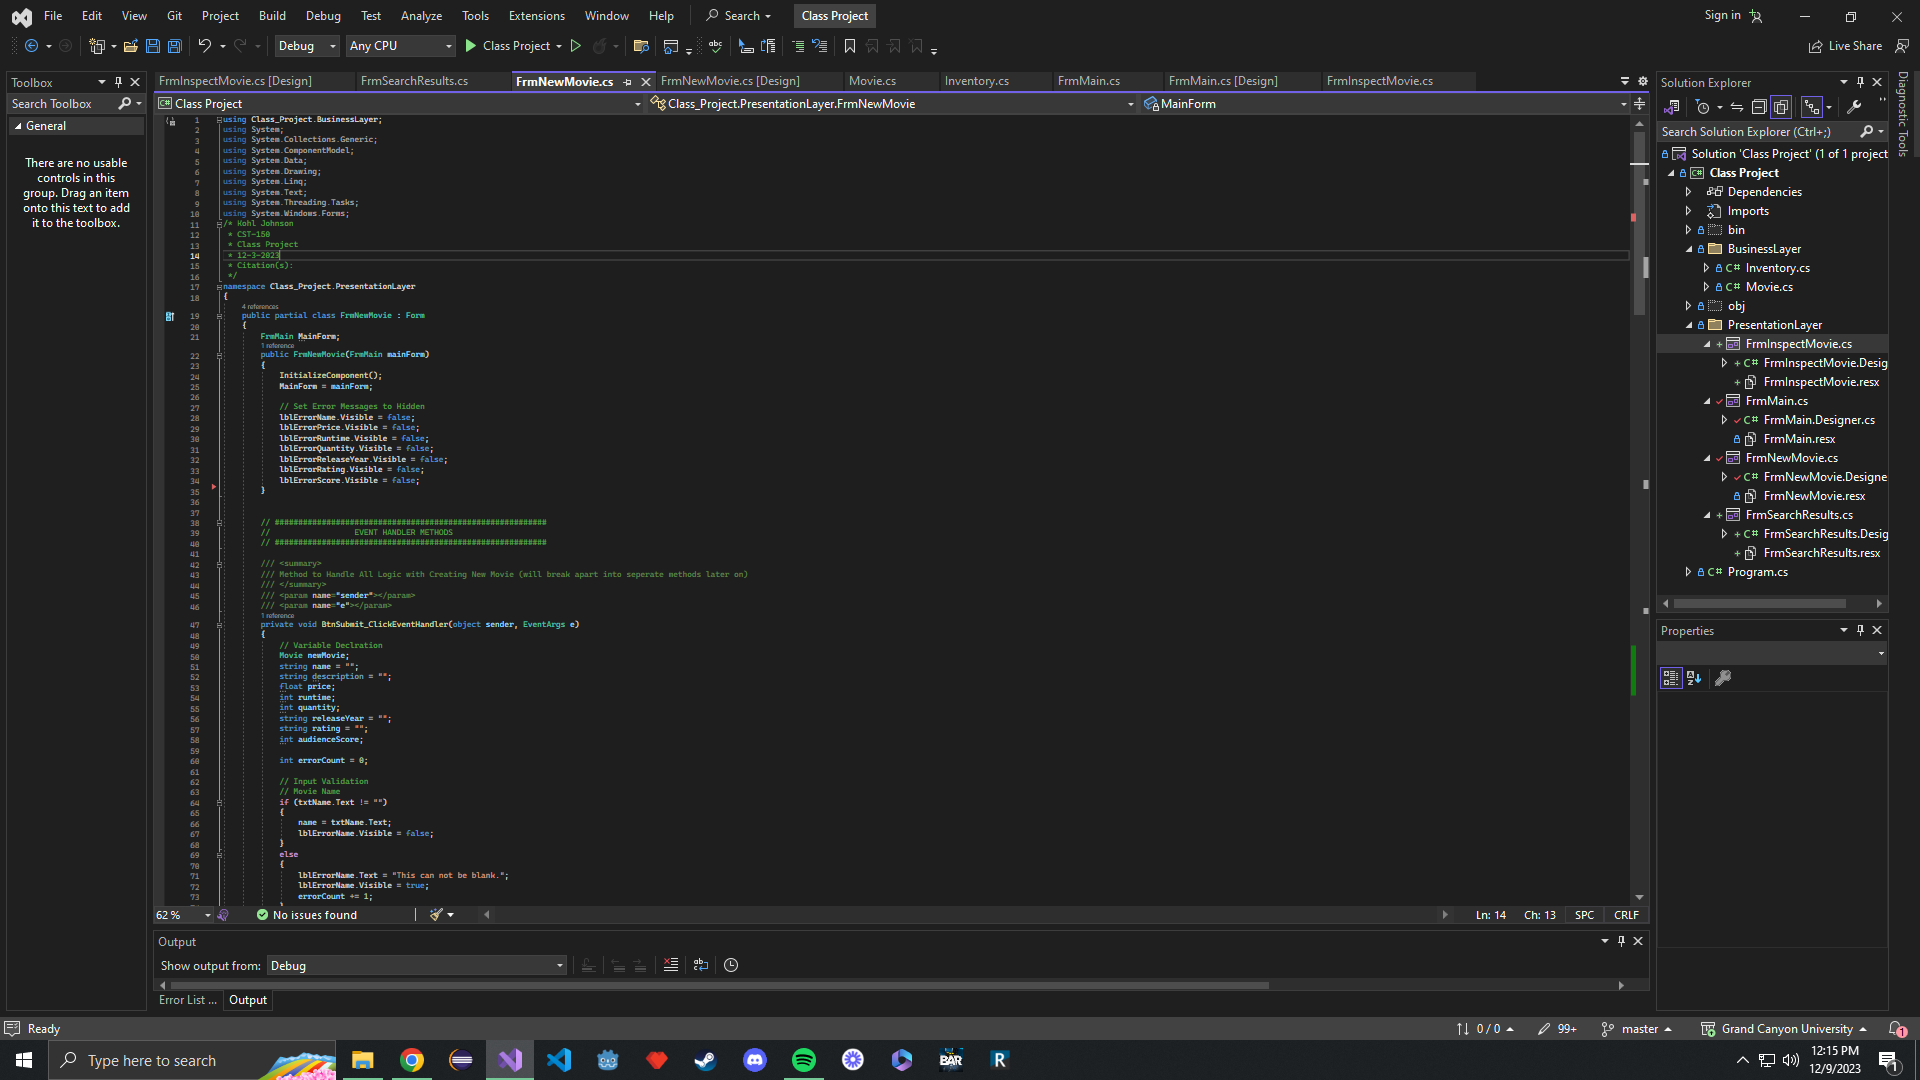 File Edit View Git Project Build Debug Test Analyze Tools Extensions Window Help Search Class Project Sign in
Debug Any CPU Class Project Live Share
Toolbox
Search Toolbox
General
There are no usable
controls in this
group. Drag an item
onto this text to add
it to the toolbox.
FrmInspectMovie.cs [Design] FrmSearchResults.cs FrmNewMovie.cs FrmNewMovie.cs [Design] Movie.cs Inventory.cs FrmMain.cs FrmMain.cs [Design] FrmInspectMovie.cs
Class Project Class_Project.PresentationLayer.FrmNewMovie MainForm
1 using Class_Project.BusinessLayer;
2 using System;
3 using System.Collections.Generic;
4 using System.ComponentModel;
5 using System.Data;
6 using System.Drawing;
7 using System.Linq;
8 using System.Text;
9 using System.Threading.Tasks;
10 using System.Windows.Forms;
11 /* Kohl Johnson
12 * CST-150
13 * Class Project
14 * 12-3-2023
15 * Citation(s):
16 */
17 namespace Class_Project.PresentationLayer
18 {
4 references
19 public partial class FrmNewMovie : Form
20 {
21 FrmMain MainForm;
1 reference
22 public FrmNewMovie(FrmMain mainForm)
23 {
24 InitializeComponent();
25 MainForm = mainForm;
26
27 // Set Error Messages to Hidden
28 lblErrorName.Visible = false;
29 lblErrorPrice.Visible = false;
30 lblErrorRuntime.Visible = false;
31 lblErrorQuantity.Visible = false;
32 lblErrorReleaseYear.Visible = false;
33 lblErrorRating.Visible = false;
34 lblErrorScore.Visible = false;
35 }
36
37
38 // ##########################################################
39 // EVENT HANDLER METHODS
40 // ##########################################################
41
42 /// <summary>
43 /// Method to Handle All Logic with Creating New Movie (will break apart into seperate methods later on)
44 /// </summary>
45 /// <param name="sender"></param>
46 /// <param name="e"></param>
1 reference
47 private void BtnSubmit_ClickEventHandler(object sender, EventArgs e)
48 {
49 // Variable Declration
50 Movie newMovie;
51 string name = "";
52 string description = "";
53 float price;
54 int runtime;
55 int quantity;
56 string releaseYear = "";
57 string rating = "";
58 int audienceScore;
59
60 int errorCount = 0;
61
62 // Input Validation
63 // Movie Name
64 if (txtName.Text != "")
65 {
66 name = txtName.Text;
67 lblErrorName.Visible = false;
68 }
69 else
70 {
71 lblErrorName.Text = "This can not be blank.";
72 lblErrorName.Visible = true;
73 errorCount += 1;
62 % No issues found Ln: 14 Ch: 13 SPC CRLF
Output
Show output from: Debug
Error List ... Output
Solution Explorer
Search Solution Explorer (Ctrl+;)
Solution 'Class Project' (1 of 1 project
Class Project
Dependencies
Imports
bin
BusinessLayer
C# Inventory.cs
C# Movie.cs
obj
PresentationLayer
FrmInspectMovie.cs
C# FrmInspectMovie.Desig
FrmInspectMovie.resx
FrmMain.cs
C# FrmMain.Designer.cs
FrmMain.resx
FrmNewMovie.cs
C# FrmNewMovie.Designe
FrmNewMovie.resx
FrmSearchResults.cs
C# FrmSearchResults.Desig
FrmSearchResults.resx
C# Program.cs
Properties
Diagnostic Tools
Ready 0 / 0 99+ master Grand Canyon University 1
Type here to search BAR R 12:15 PM
12/9/2023 1